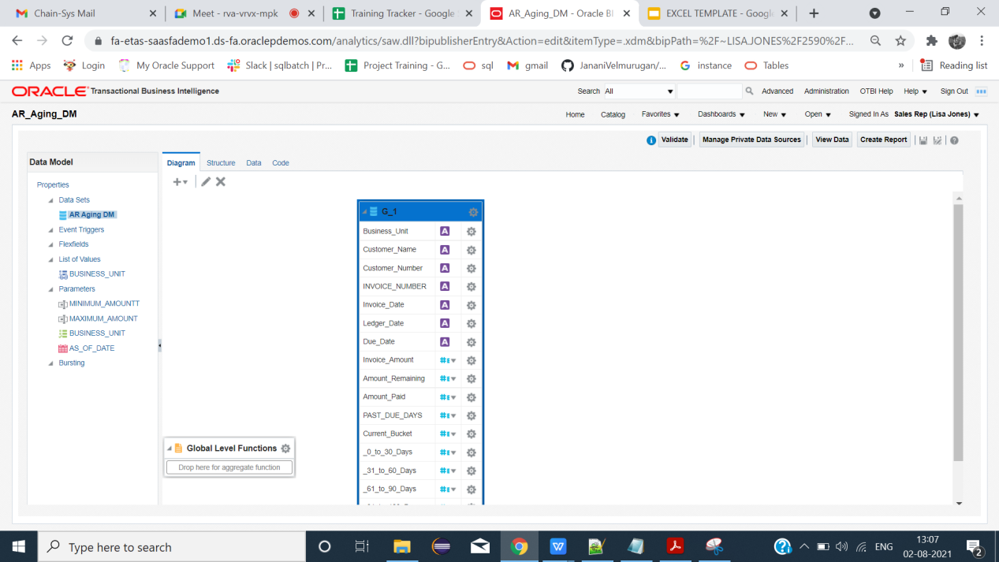 Chain-Sys Mail
Meet - rva-vrvx-mpk
Training Tracker - Google
AR_Aging_DM - Oracle BI
EXCEL TEMPLATE - Google
fa-etas-saasfademo1.ds-fa.oraclepdemos.com/analytics/saw.dll?bipublisherEntry&Action=edit&itemType=.xdm&bipPath=%2F~LISA.JONES%2F2590%2F...
Apps
Login
My Oracle Support
Slack | sqlbatch | Pr...
Project Training - G...
sql
gmail
JananiVelmurugan/...
instance
Tables
»
Reading list
ORACLE Transactional Business Intelligence
Search All
Advanced
Administration
OTBI Help
Help
Sign Out
AR_Aging_DM
Home
Catalog
Favorites
Dashboards
New
Open
Signed In As Sales Rep (Lisa Jones)
Validate
Manage Private Data Sources
View Data
Create Report
Data Model
Properties
Data Sets
AR Aging DM
Event Triggers
Flexfields
List of Values
BUSINESS_UNIT
Parameters
MINIMUM_AMOUNTT
MAXIMUM_AMOUNT
BUSINESS_UNIT
AS_OF_DATE
Bursting
Diagram
Structure
Data
Code
G_1
Business_Unit
Customer_Name
Customer_Number
INVOICE_NUMBER
Invoice_Date
Ledger_Date
Due_Date
Invoice_Amount
Amount_Remaining
Amount_Paid
PAST_DUE_DAYS
Current_Bucket
_0_to_30_Days
_31_to_60_Days
_61_to_90_Days
Global Level Functions
Drop here for aggregate function
Type here to search
ENG
13:07
02-08-2021
2